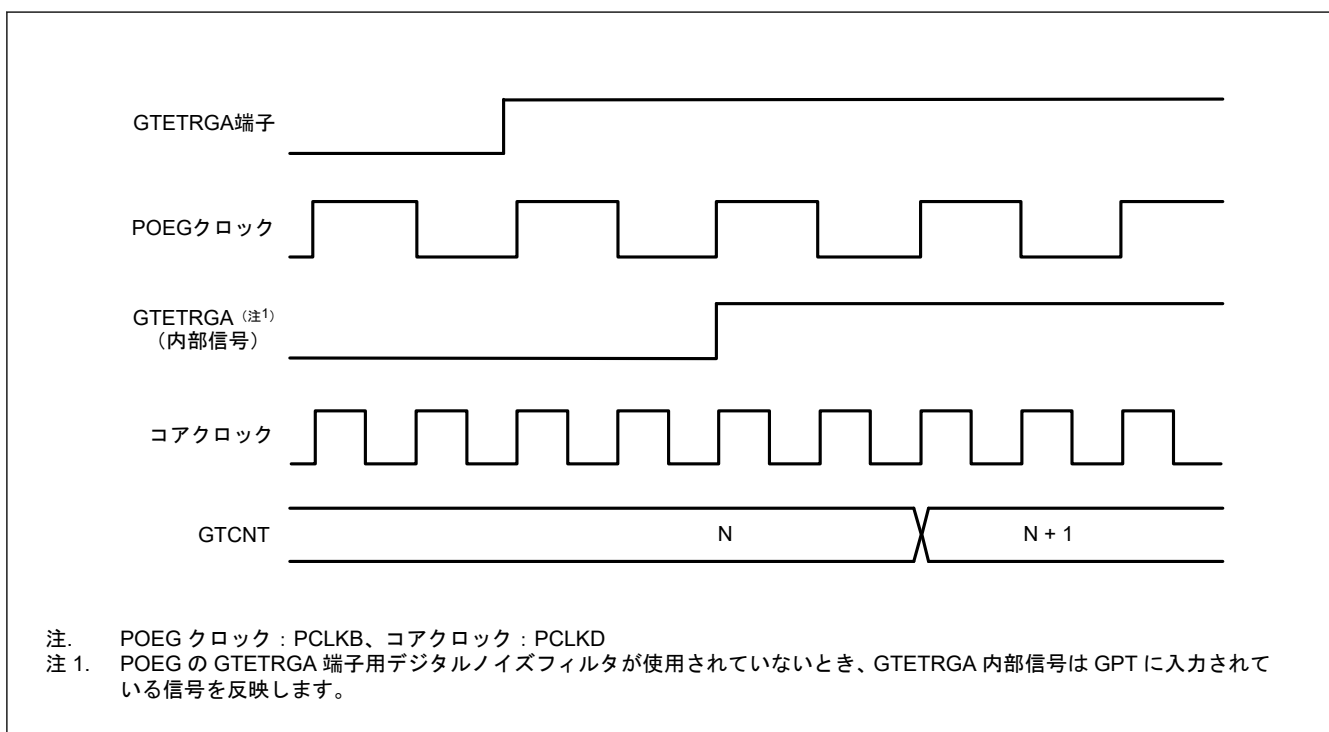 GTETRGA端子
POEGクロック
GTETRGA（注1）
（内部信号）
コアクロック
GTCNT
N
N + 1
注. POEG クロック：PCLKB、コアクロック：PCLKD
注 1. POEG の GTETRGA 端子用デジタルノイズフィルタが使用されていないとき、GTETRGA 内部信号は GPT に入力されて
いる信号を反映します。